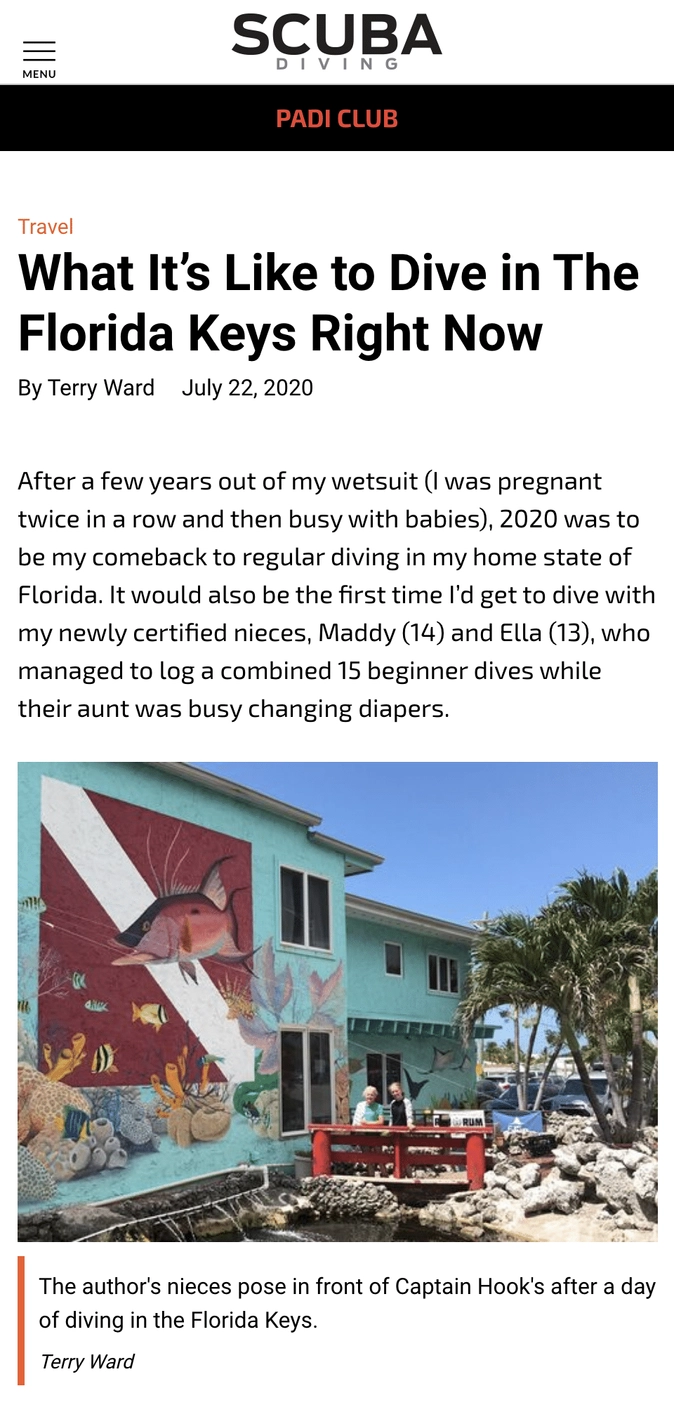 SCUBA
DIVING
MENU
PADI CLUB
Travel
What It’s Like to Dive in The
Florida Keys Right Now
By Terry Ward July 22, 2020
After a few years out of my wetsuit (I was pregnant
twice in a row and then busy with babies), 2020 was to
be my comeback to regular diving in my home state of
Florida. It would also be the first time I’d get to dive with
my newly certified nieces, Maddy (14) and Ella (13), who
managed to log a combined 15 beginner dives while
their aunt was busy changing diapers.
RUM
The author's nieces pose in front of Captain Hook's after a day
of diving in the Florida Keys.
Terry Ward